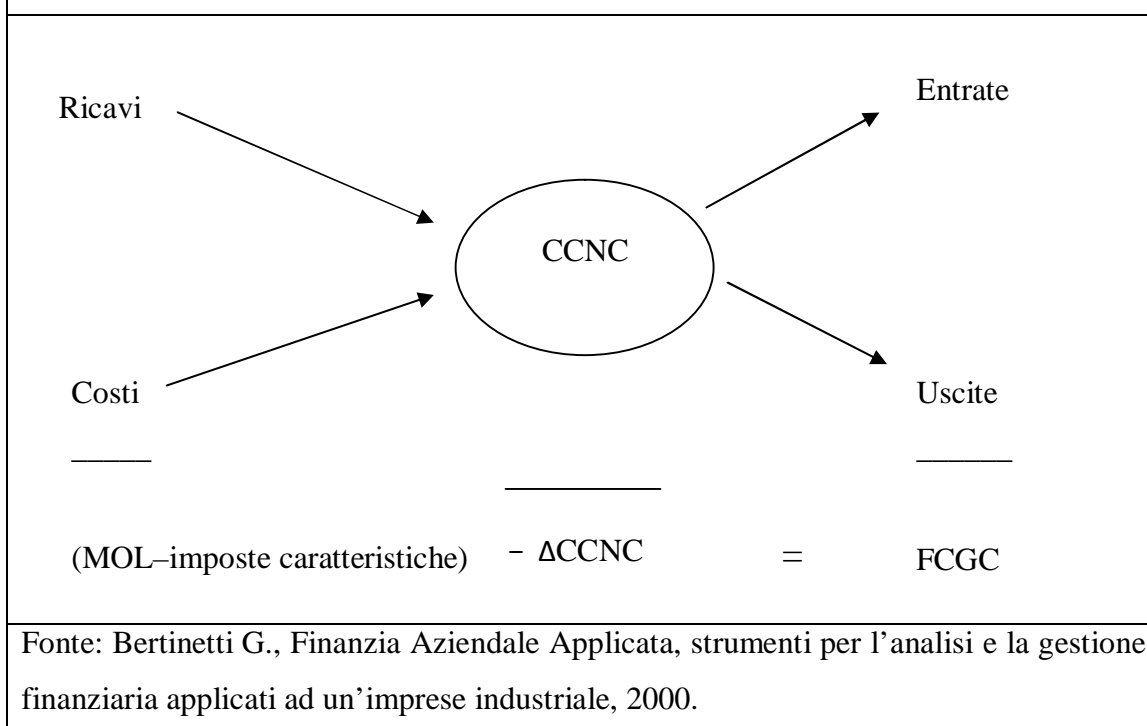 Ricavi
Entrate
CCNC
Costi
Uscite
(MOL–imposte caratteristiche) – ΔCCNC = FCGC
Fonte: Bertinetti G., Finanzia Aziendale Applicata, strumenti per l’analisi e la gestione
finanziaria applicati ad un’imprese industriale, 2000.